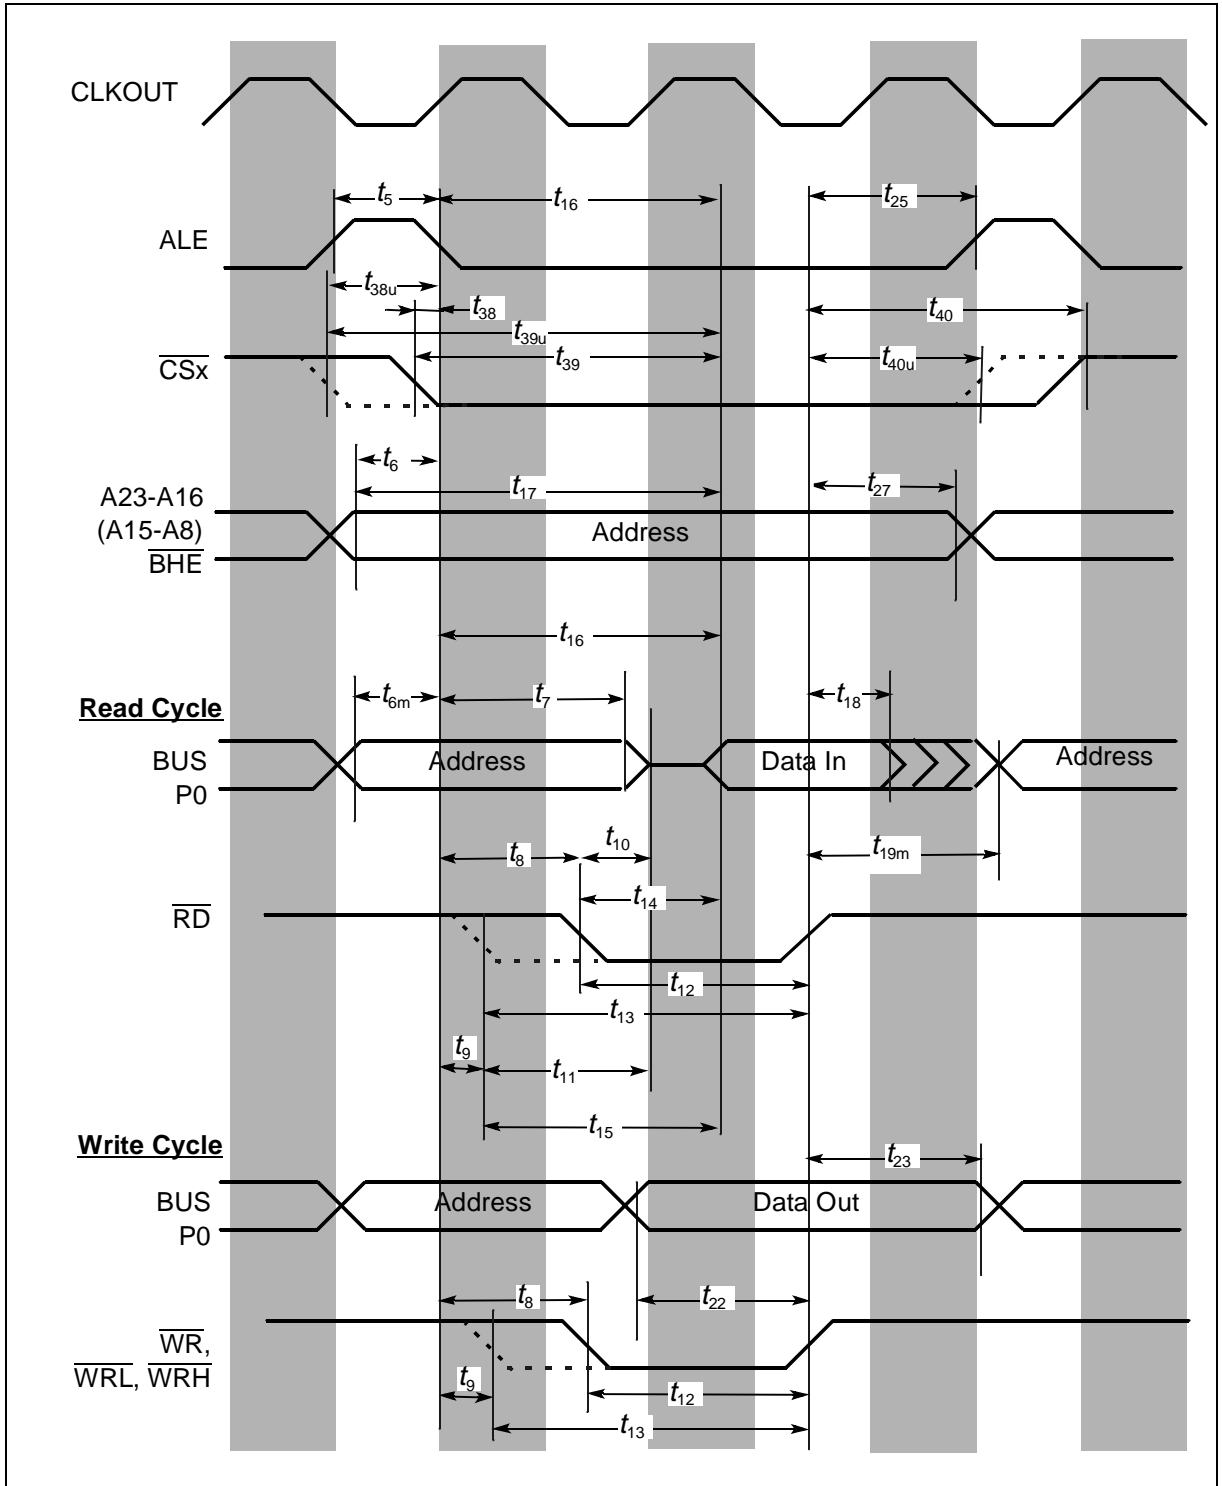 CLKOUT
t5
t16
t25
ALE
t38u
t38
t40
t39u
CSx
t39
t40u
t6
A23-A16
t17
t27
(A15-A8)
Address
BHE
t16
t6m
t7
t18
Read Cycle
BUS
Address
Data In
Address
P0
t10
t8
t19m
t14
RD
t12
t13
t9
t11
t15
Write Cycle
t23
BUS
Address
Data Out
P0
t8
t22
WR,
WRL, WRH
t9
t12
t13